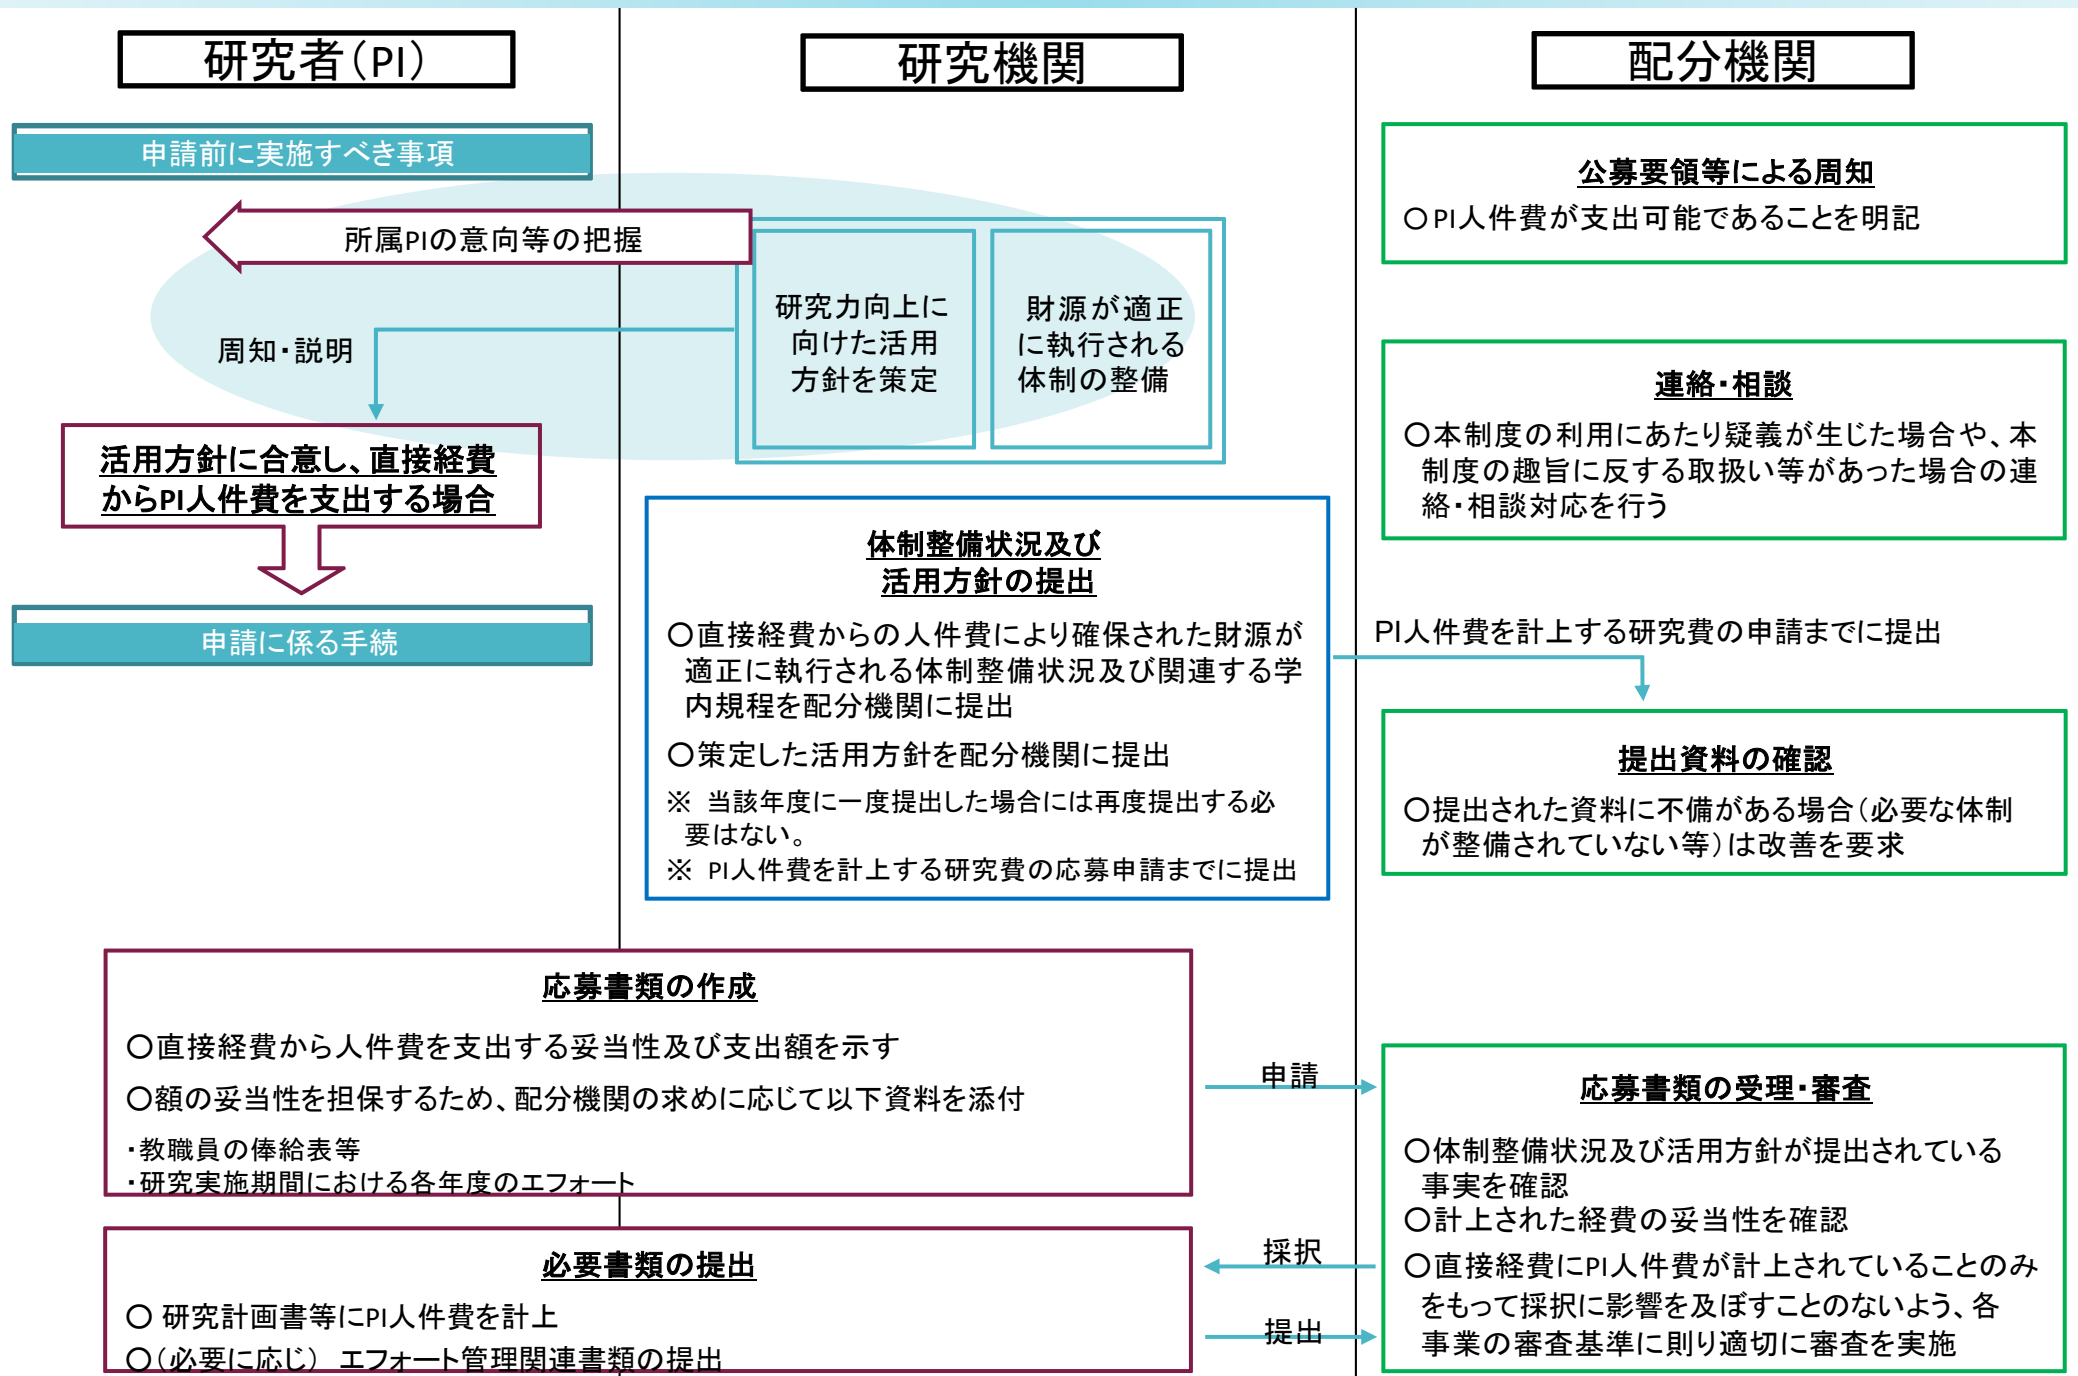 研究者(PI)
研究機関
配分機関
申請前に実施すべき事項
所属PIの意向等の把握
研究力向上に
向けた活用
方針を策定
財源が適正
に執行される
体制の整備
周知・説明
活用方針に合意し、直接経費
からPI人件費を支出する場合
申請に係る手続
体制整備状況及び
活用方針の提出
○直接経費からの人件費により確保された財源が
適正に執行される体制整備状況及び関連する学
内規程を配分機関に提出
○策定した活用方針を配分機関に提出
※ 当該年度に一度提出した場合には再度提出する必
要はない。
※ PI人件費を計上する研究費の応募申請までに提出
公募要領等による周知
○PI人件費が支出可能であることを明記
連絡・相談
○本制度の利用にあたり疑義が生じた場合や、本
制度の趣旨に反する取扱い等があった場合の連
絡・相談対応を行う
PI人件費を計上する研究費の申請までに提出
提出資料の確認
○提出された資料に不備がある場合(必要な体制
が整備されていない等)は改善を要求
応募書類の作成
○直接経費から人件費を支出する妥当性及び支出額を示す
○額の妥当性を担保するため、配分機関の求めに応じて以下資料を添付
・教職員の俸給表等
・研究実施期間における各年度のエフォート
申請
応募書類の受理・審査
○体制整備状況及び活用方針が提出されている
事実を確認
○計上された経費の妥当性を確認
○直接経費にPI人件費が計上されていることのみ
をもって採択に影響を及ぼすことのないよう、各
事業の審査基準に則り適切に審査を実施
採択
必要書類の提出
○ 研究計画書等にPI人件費を計上
○(必要に応じ) エフォート管理関連書類の提出
提出